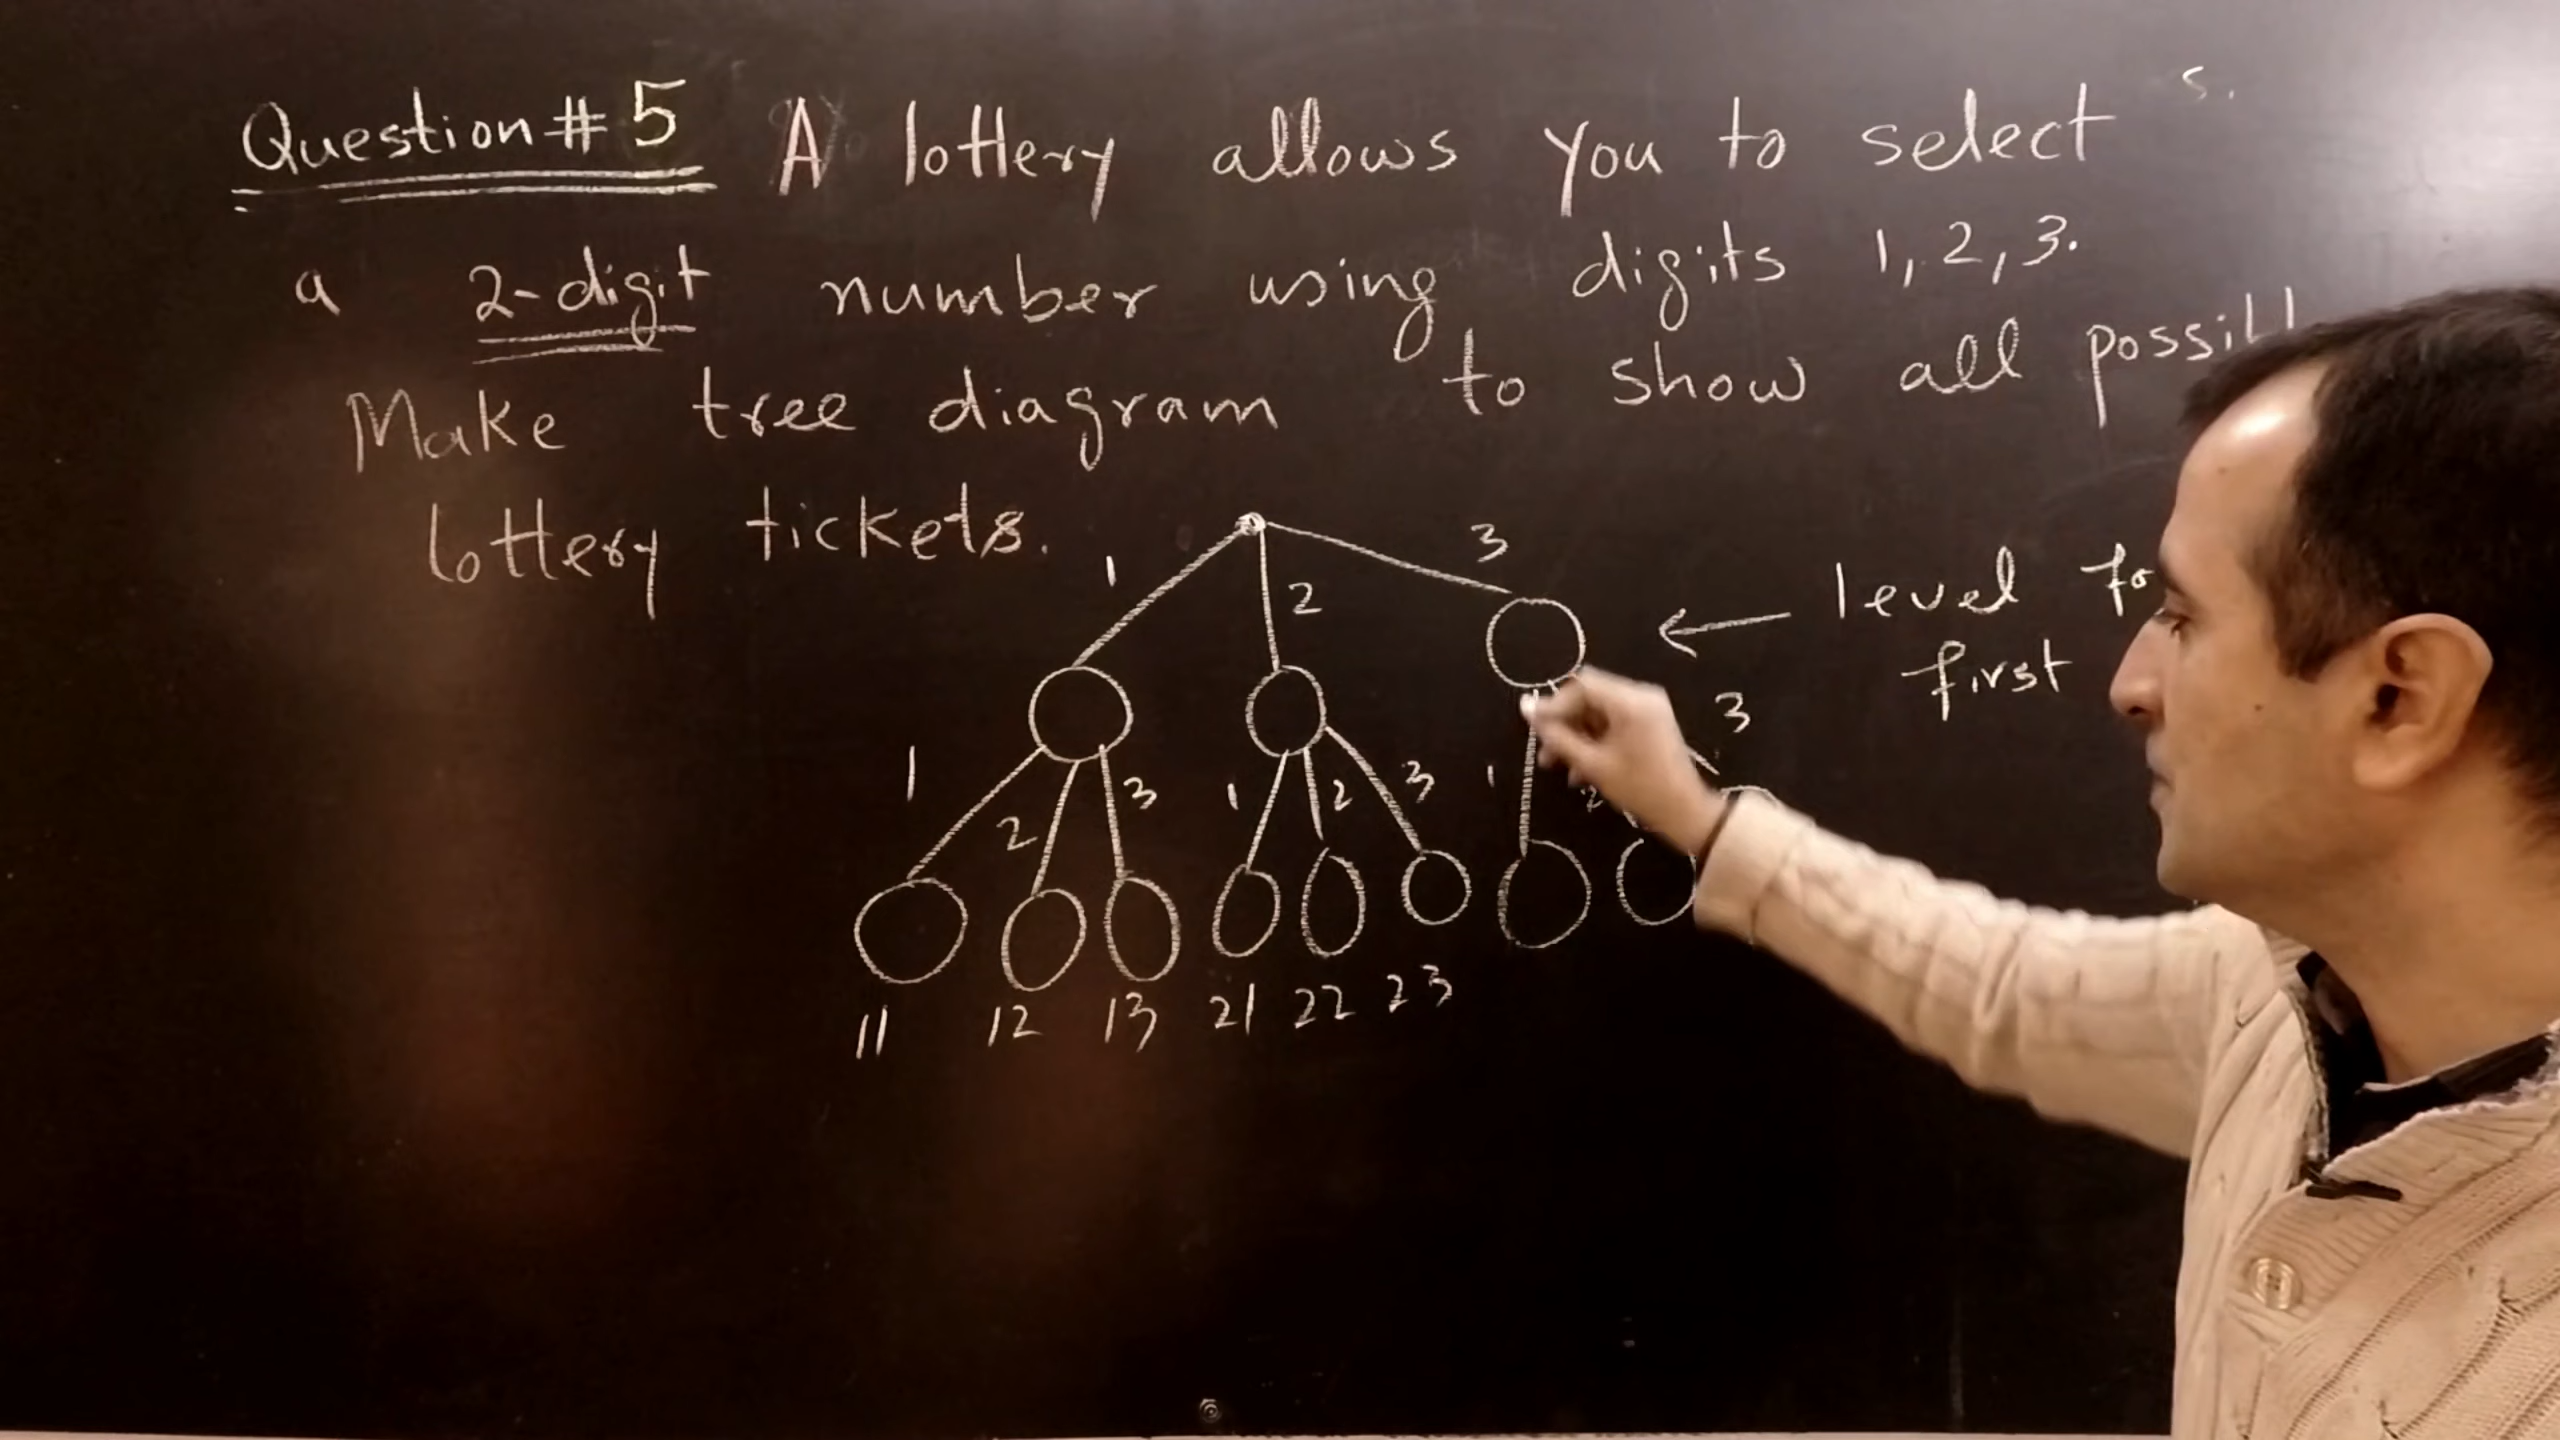 Question # 5 A lottery allows you to select
a 2-digit number using digits 1, 2, 3.
Make tree diagram to show all
lottery tickets.
1 2 3
level
first
1 2 3 1 2 3 1 2 3
11 12 13 21 22 23